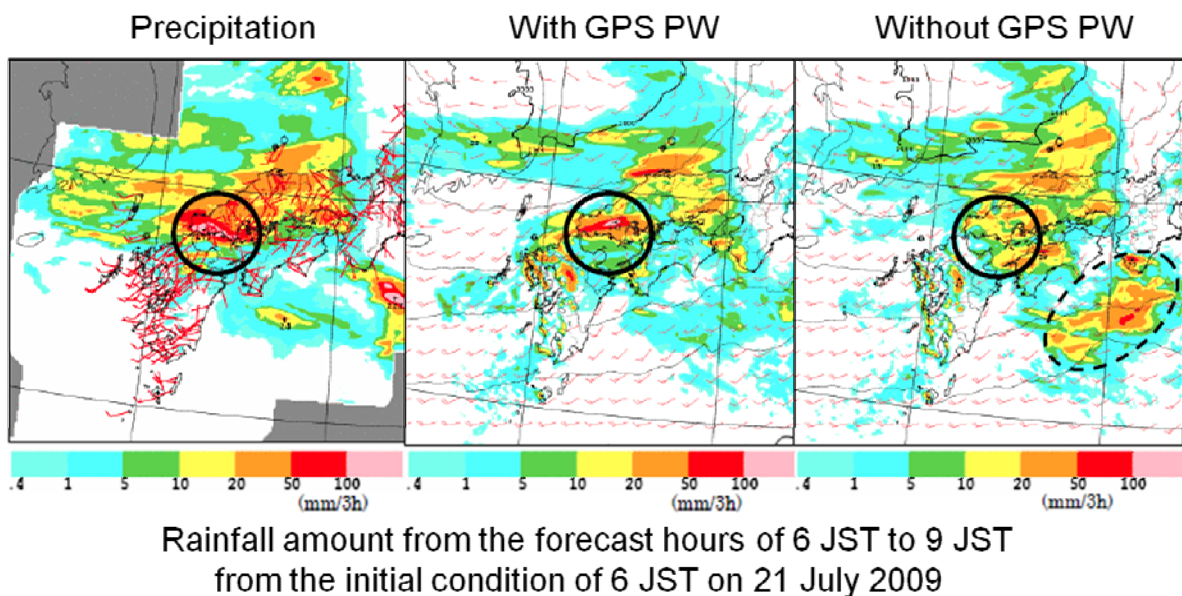 Precipitation With GPS PW Without GPS PW
.4 1 5 10 20 50 100 .4 1 5 10 20 50 100 .4 1 5 10 20 50 100
(mm/3h) (mm/3h) (mm/3h)
Rainfall amount from the forecast hours of 6 JST to 9 JST
from the initial condition of 6 JST on 21 July 2009